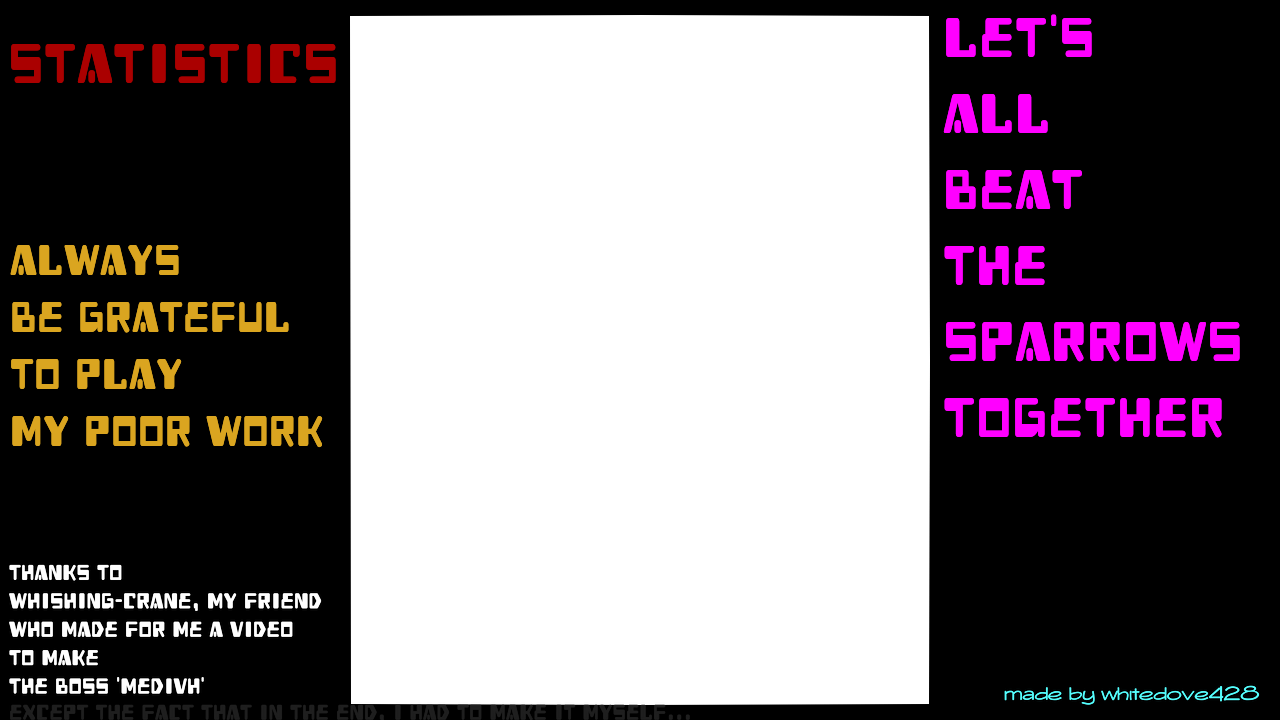 STATISTICS
ALWAYS
BE GRATEFUL
TO PLAY
MY POOR WORK
THANKS TO
WHISHING-CRANE, MY FRIEND
WHO MADE FOR ME A VIDEO
TO MAKE
THE BOSS 'MEDIVH'
EXCEPT THE FACT THAT IN THE END, I HAD TO MAKE IT MYSELF...
LET'S
ALL
BEAT
THE
SPARROWS
TOGETHER
made by whitedove428